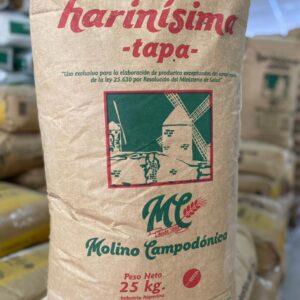 harinísima
-tapa-
"Uso exclusivo para la elaboración de productos exceptuados del cumplimiento
de la ley 25.630 por Resolución del Ministerio de Salud"
MC
Molino Campodónico
Peso Neto
25 kg.
Industria Argentina